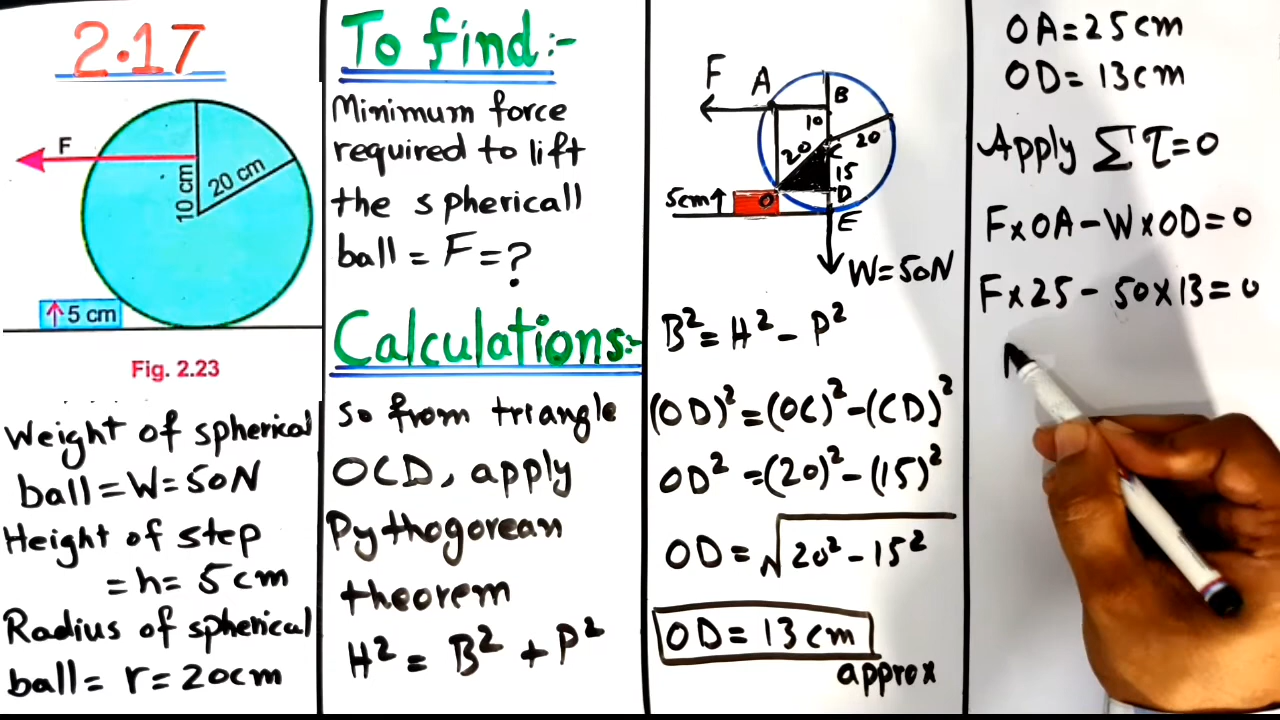 2.17
F
10 cm
20 cm
5 cm
Fig. 2.23
Weight of spherical
ball = W = 50N
Height of step
= h = 5cm
Radius of spherical
ball = r = 20cm
To find:-
Minimum force
required to lift
the sphericall
ball = F = ?
Calculations:-
so from triangle
OCD, apply
Pythogorean
theorem
H² = B² + P²
F A B
10
20 C 20
15
5cm↑ O D
E
W=50N
B² = H² - P²
(OD)² = (OC)² - (CD)²
OD² = (20)² - (15)²
OD = √20² - 15²
OD = 13 cm
approx
OA = 25 cm
OD = 13 cm
Apply Στ = 0
F×OA - W×OD = 0
F×25 - 50×13 = 0